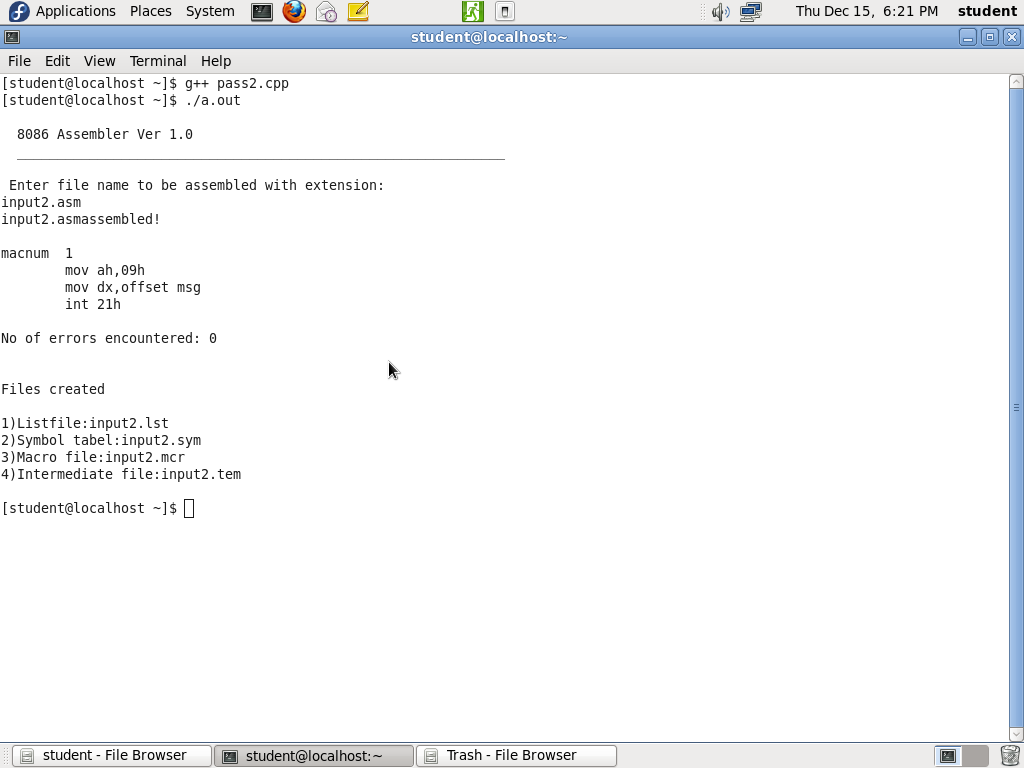 Applications Places System Thu Dec 15, 6:21 PM student
student@localhost:~
File Edit View Terminal Help
[student@localhost ~]$ g++ pass2.cpp
[student@localhost ~]$ ./a.out
8086 Assembler Ver 1.0
Enter file name to be assembled with extension:
input2.asm
input2.asmassembled!
macnum  1
mov ah,09h
mov dx,offset msg
int 21h
No of errors encountered: 0
Files created
1)Listfile:input2.lst
2)Symbol tabel:input2.sym
3)Macro file:input2.mcr
4)Intermediate file:input2.tem
[student@localhost ~]$
student - File Browser student@localhost:~ Trash - File Browser